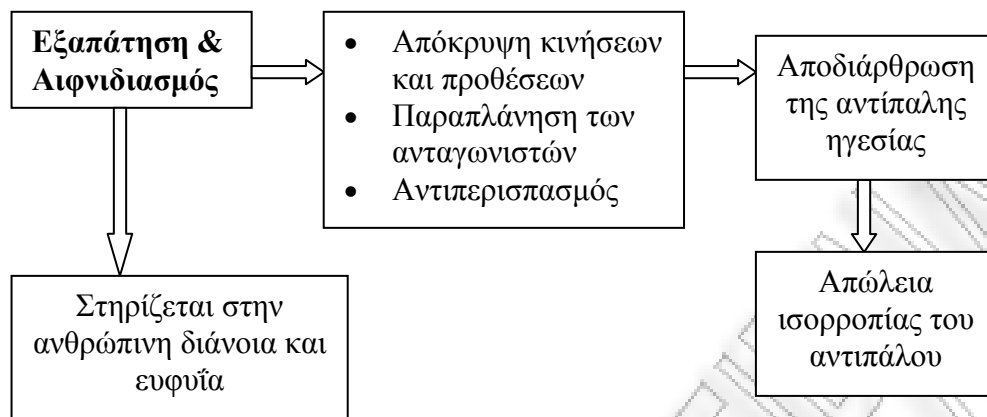 Εξαπάτηση &
Αιφνιδιασμός
• Απόκρυψη κινήσεων
και προθέσεων
• Παραπλάνηση των
ανταγωνιστών
• Αντιπερισπασμός
Αποδιάρθρωση
της αντίπαλης
ηγεσίας
Στηρίζεται στην
ανθρώπινη διάνοια και
ευφυΐα
Απώλεια
ισορροπίας του
αντιπάλου